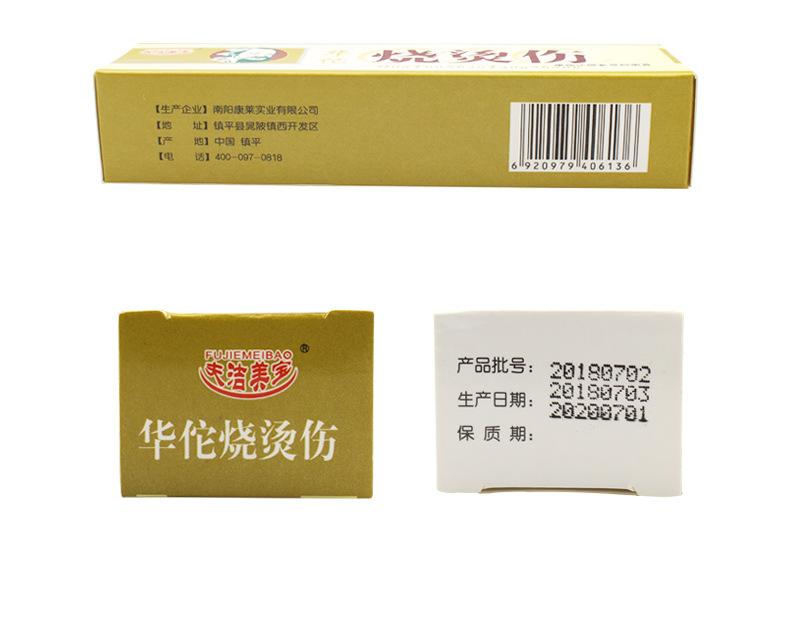 华佗 烧烫伤
【生产企业】南阳康莱实业有限公司
【地 址】镇平县晁陂镇西开发区
【产 地】中国 镇平
【电 话】400-097-0818
6 920979 406136
FUJIEMEIBAO ®
夫洁美宝
华佗烧烫伤
产品批号： 20180702
生产日期： 20180703
保 质 期： 20200701